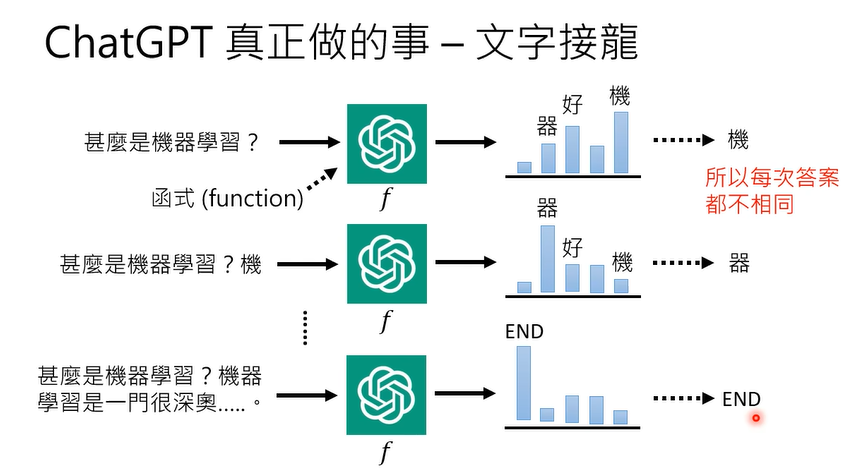 ChatGPT 真正做的事 – 文字接龍
甚麼是機器學習？
函式 (function)
f
器 好 機
機
所以每次答案
都不相同
甚麼是機器學習？機
f
器 好 機
器
甚麼是機器學習？機器
學習是一門很深奧…..。
f
END
END